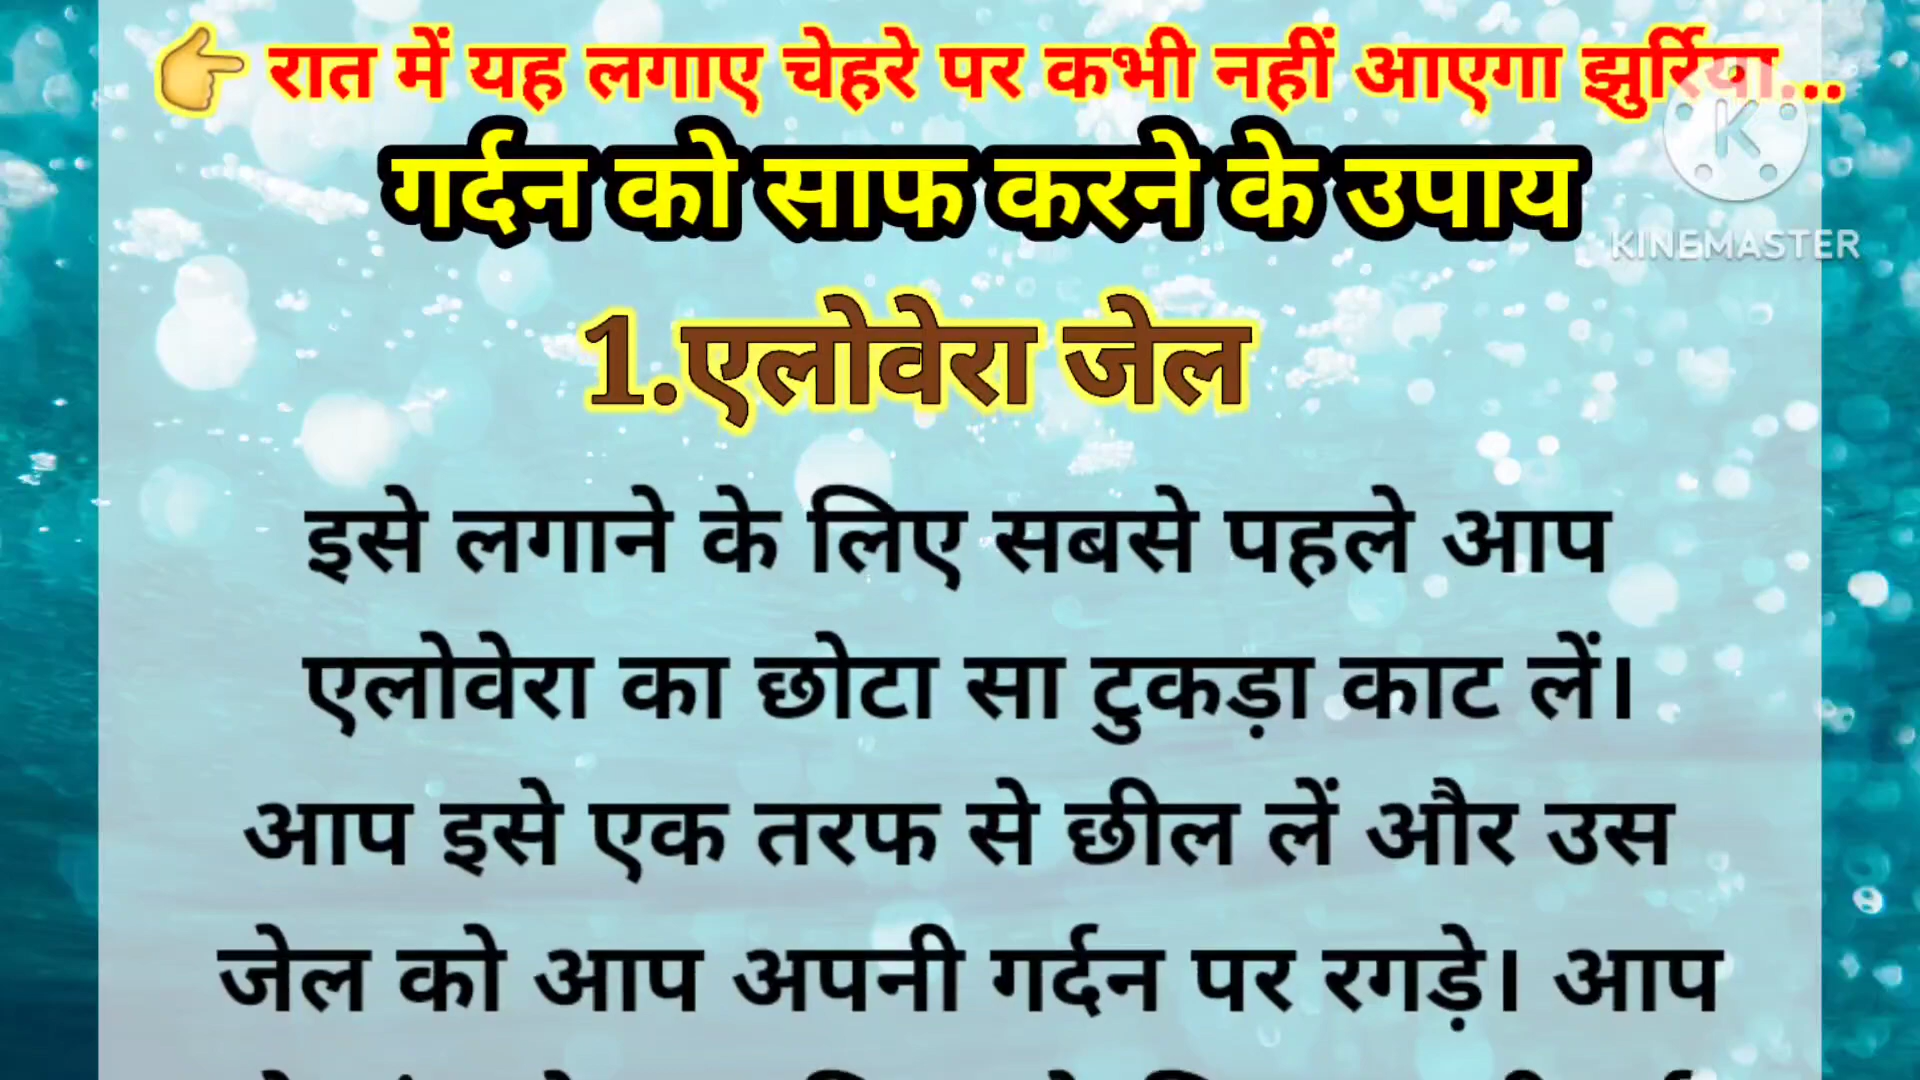 👉 रात में यह लगाए चेहरे पर कभी नहीं आएगा झुर्रिया...
गर्दन को साफ करने के उपाय
KINEMASTER
1.एलोवेरा जेल
इसे लगाने के लिए सबसे पहले आप
एलोवेरा का छोटा सा टुकड़ा काट लें।
आप इसे एक तरफ से छील लें और उस
जेल को आप अपनी गर्दन पर रगड़े। आप